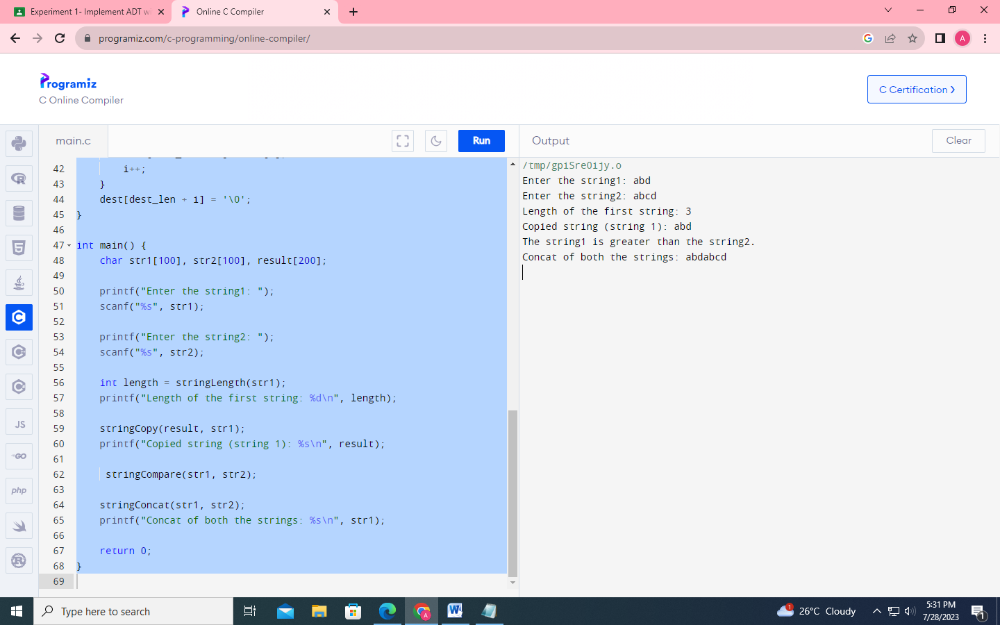 Experiment 1- Implement ADT w
Online C Compiler
programiz.com/c-programming/online-compiler/
A
Programiz
C Online Compiler
C Certification ❯
main.c
Run
Output
Clear
42 i++;
43 }
44 dest[dest_len + i] = '\0';
45 }
46
47 int main() {
48 char str1[100], str2[100], result[200];
49
50 printf("Enter the string1: ");
51 scanf("%s", str1);
52
53 printf("Enter the string2: ");
54 scanf("%s", str2);
55
56 int length = stringLength(str1);
57 printf("Length of the first string: %d\n", length);
58
59 stringCopy(result, str1);
60 printf("Copied string (string 1): %s\n", result);
61
62 stringCompare(str1, str2);
63
64 stringConcat(str1, str2);
65 printf("Concat of both the strings: %s\n", str1);
66
67 return 0;
68 }
69
/tmp/gpiSreOijy.o
Enter the string1: abd
Enter the string2: abcd
Length of the first string: 3
Copied string (string 1): abd
The string1 is greater than the string2.
Concat of both the strings: abdabcd
JS
GO
php
Type here to search
A
1
26°C Cloudy
5:31 PM
7/28/2023
1